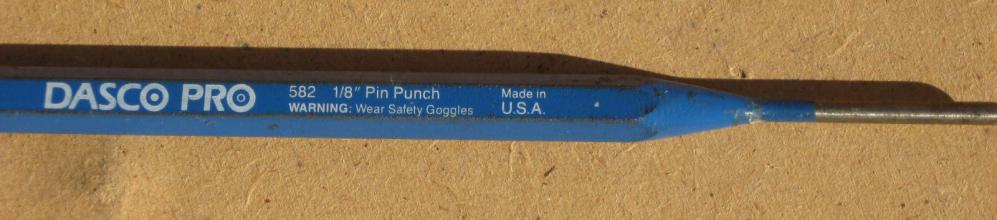 DASCO PRO
582 1/8" Pin Punch
WARNING: Wear Safety Goggles
Made in
U.S.A.